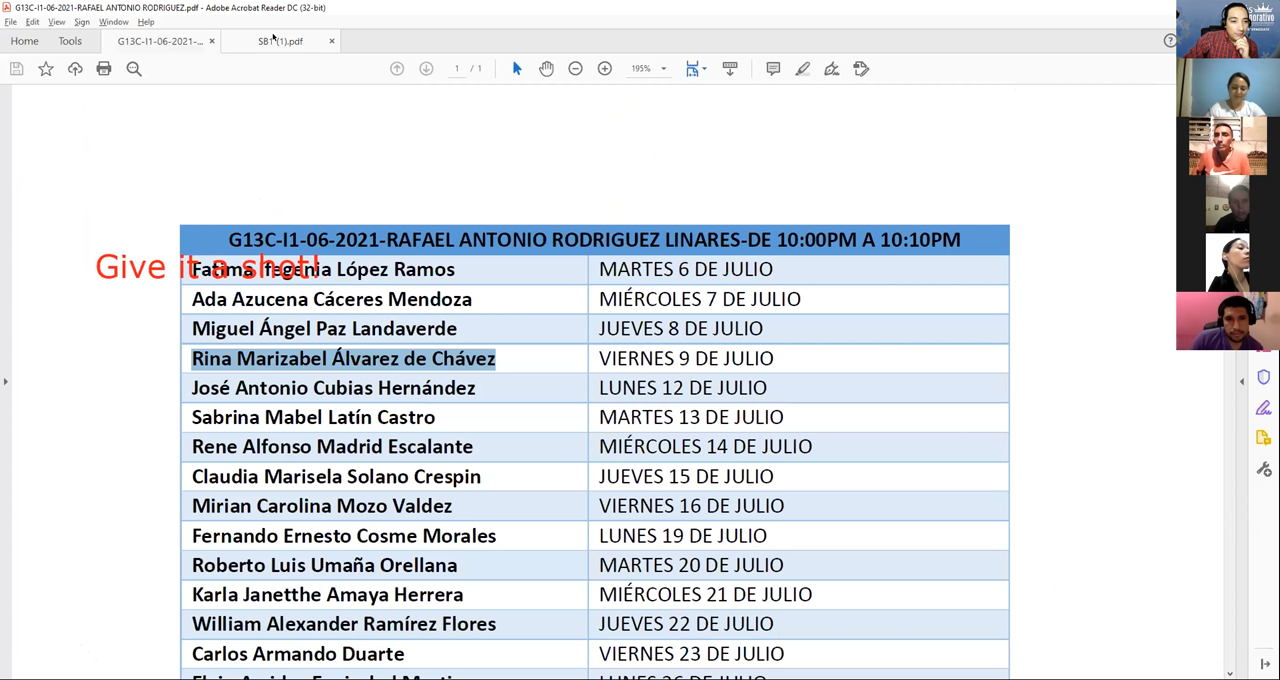 G13C-I1-06-2021-RAFAEL ANTONIO RODRIGUEZ.pdf - Adobe Acrobat Reader DC (32-bit)
File Edit View Sign Window Help
Home Tools G13C-I1-06-2021-... × SB1 (1).pdf ×
1 / 1 195%
G13C-I1-06-2021-RAFAEL ANTONIO RODRIGUEZ LINARES-DE 10:00PM A 10:10PM
Give it a shot!
Fatima López Ramos MARTES 6 DE JULIO
Ada Azucena Cáceres Mendoza MIÉRCOLES 7 DE JULIO
Miguel Ángel Paz Landaverde JUEVES 8 DE JULIO
Rina Marizabel Álvarez de Chávez VIERNES 9 DE JULIO
José Antonio Cubias Hernández LUNES 12 DE JULIO
Sabrina Mabel Latín Castro MARTES 13 DE JULIO
Rene Alfonso Madrid Escalante MIÉRCOLES 14 DE JULIO
Claudia Marisela Solano Crespin JUEVES 15 DE JULIO
Mirian Carolina Mozo Valdez VIERNES 16 DE JULIO
Fernando Ernesto Cosme Morales LUNES 19 DE JULIO
Roberto Luis Umaña Orellana MARTES 20 DE JULIO
Karla Janetthe Amaya Herrera MIÉRCOLES 21 DE JULIO
William Alexander Ramírez Flores JUEVES 22 DE JULIO
Carlos Armando Duarte VIERNES 23 DE JULIO